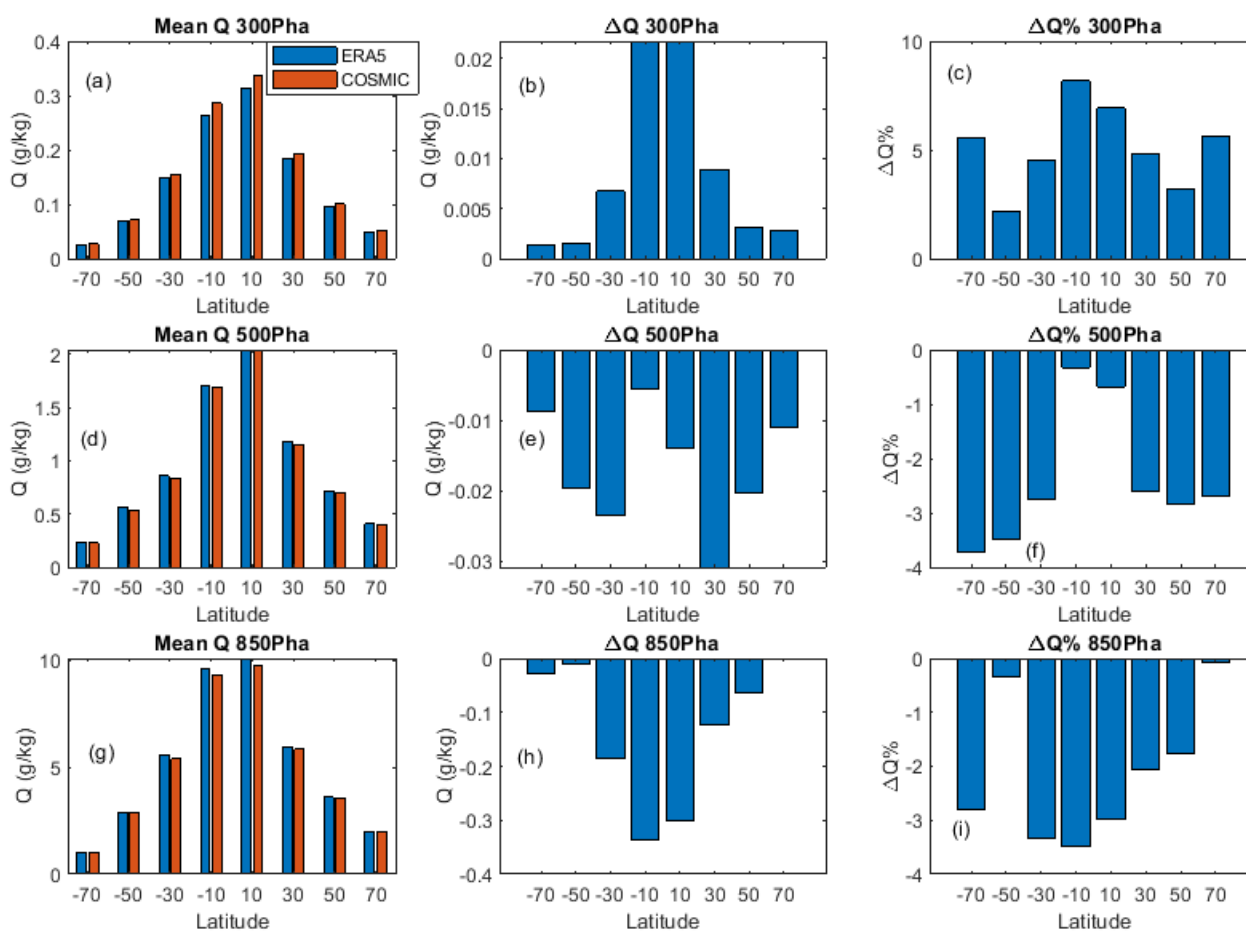 Mean Q 300Pha
0.4
0.3
0.2
0.1
0
Q (g/kg)
(a)
ERA5
COSMIC
-70 -50 -30 -10 10 30 50 70
Latitude
ΔQ 300Pha
0.02
0.015
0.01
0.005
0
Q (g/kg)
(b)
-70 -50 -30 -10 10 30 50 70
Latitude
ΔQ% 300Pha
10
5
0
ΔQ%
(c)
-70 -50 -30 -10 10 30 50 70
Latitude
Mean Q 500Pha
2
1.5
1
0.5
0
Q (g/kg)
(d)
-70 -50 -30 -10 10 30 50 70
Latitude
ΔQ 500Pha
0
-0.01
-0.02
-0.03
Q (g/kg)
(e)
-70 -50 -30 -10 10 30 50 70
Latitude
ΔQ% 500Pha
0
-1
-2
-3
-4
ΔQ%
(f)
-70 -50 -30 -10 10 30 50 70
Latitude
Mean Q 850Pha
10
5
0
Q (g/kg)
(g)
-70 -50 -30 -10 10 30 50 70
Latitude
ΔQ 850Pha
0
-0.1
-0.2
-0.3
-0.4
Q (g/kg)
(h)
-70 -50 -30 -10 10 30 50 70
Latitude
ΔQ% 850Pha
0
-1
-2
-3
-4
ΔQ%
(i)
-70 -50 -30 -10 10 30 50 70
Latitude